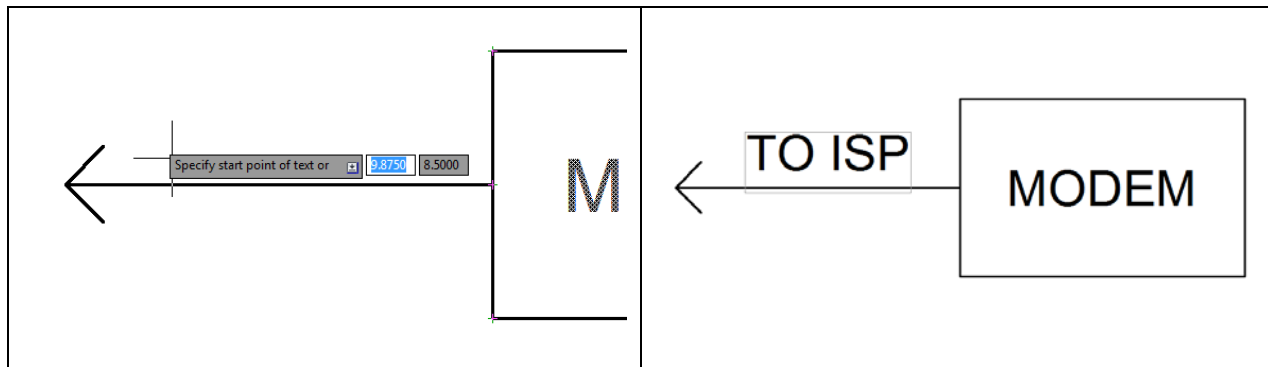 Specify start point of text or 9.8750 8.5000
M
TO ISP
MODEM